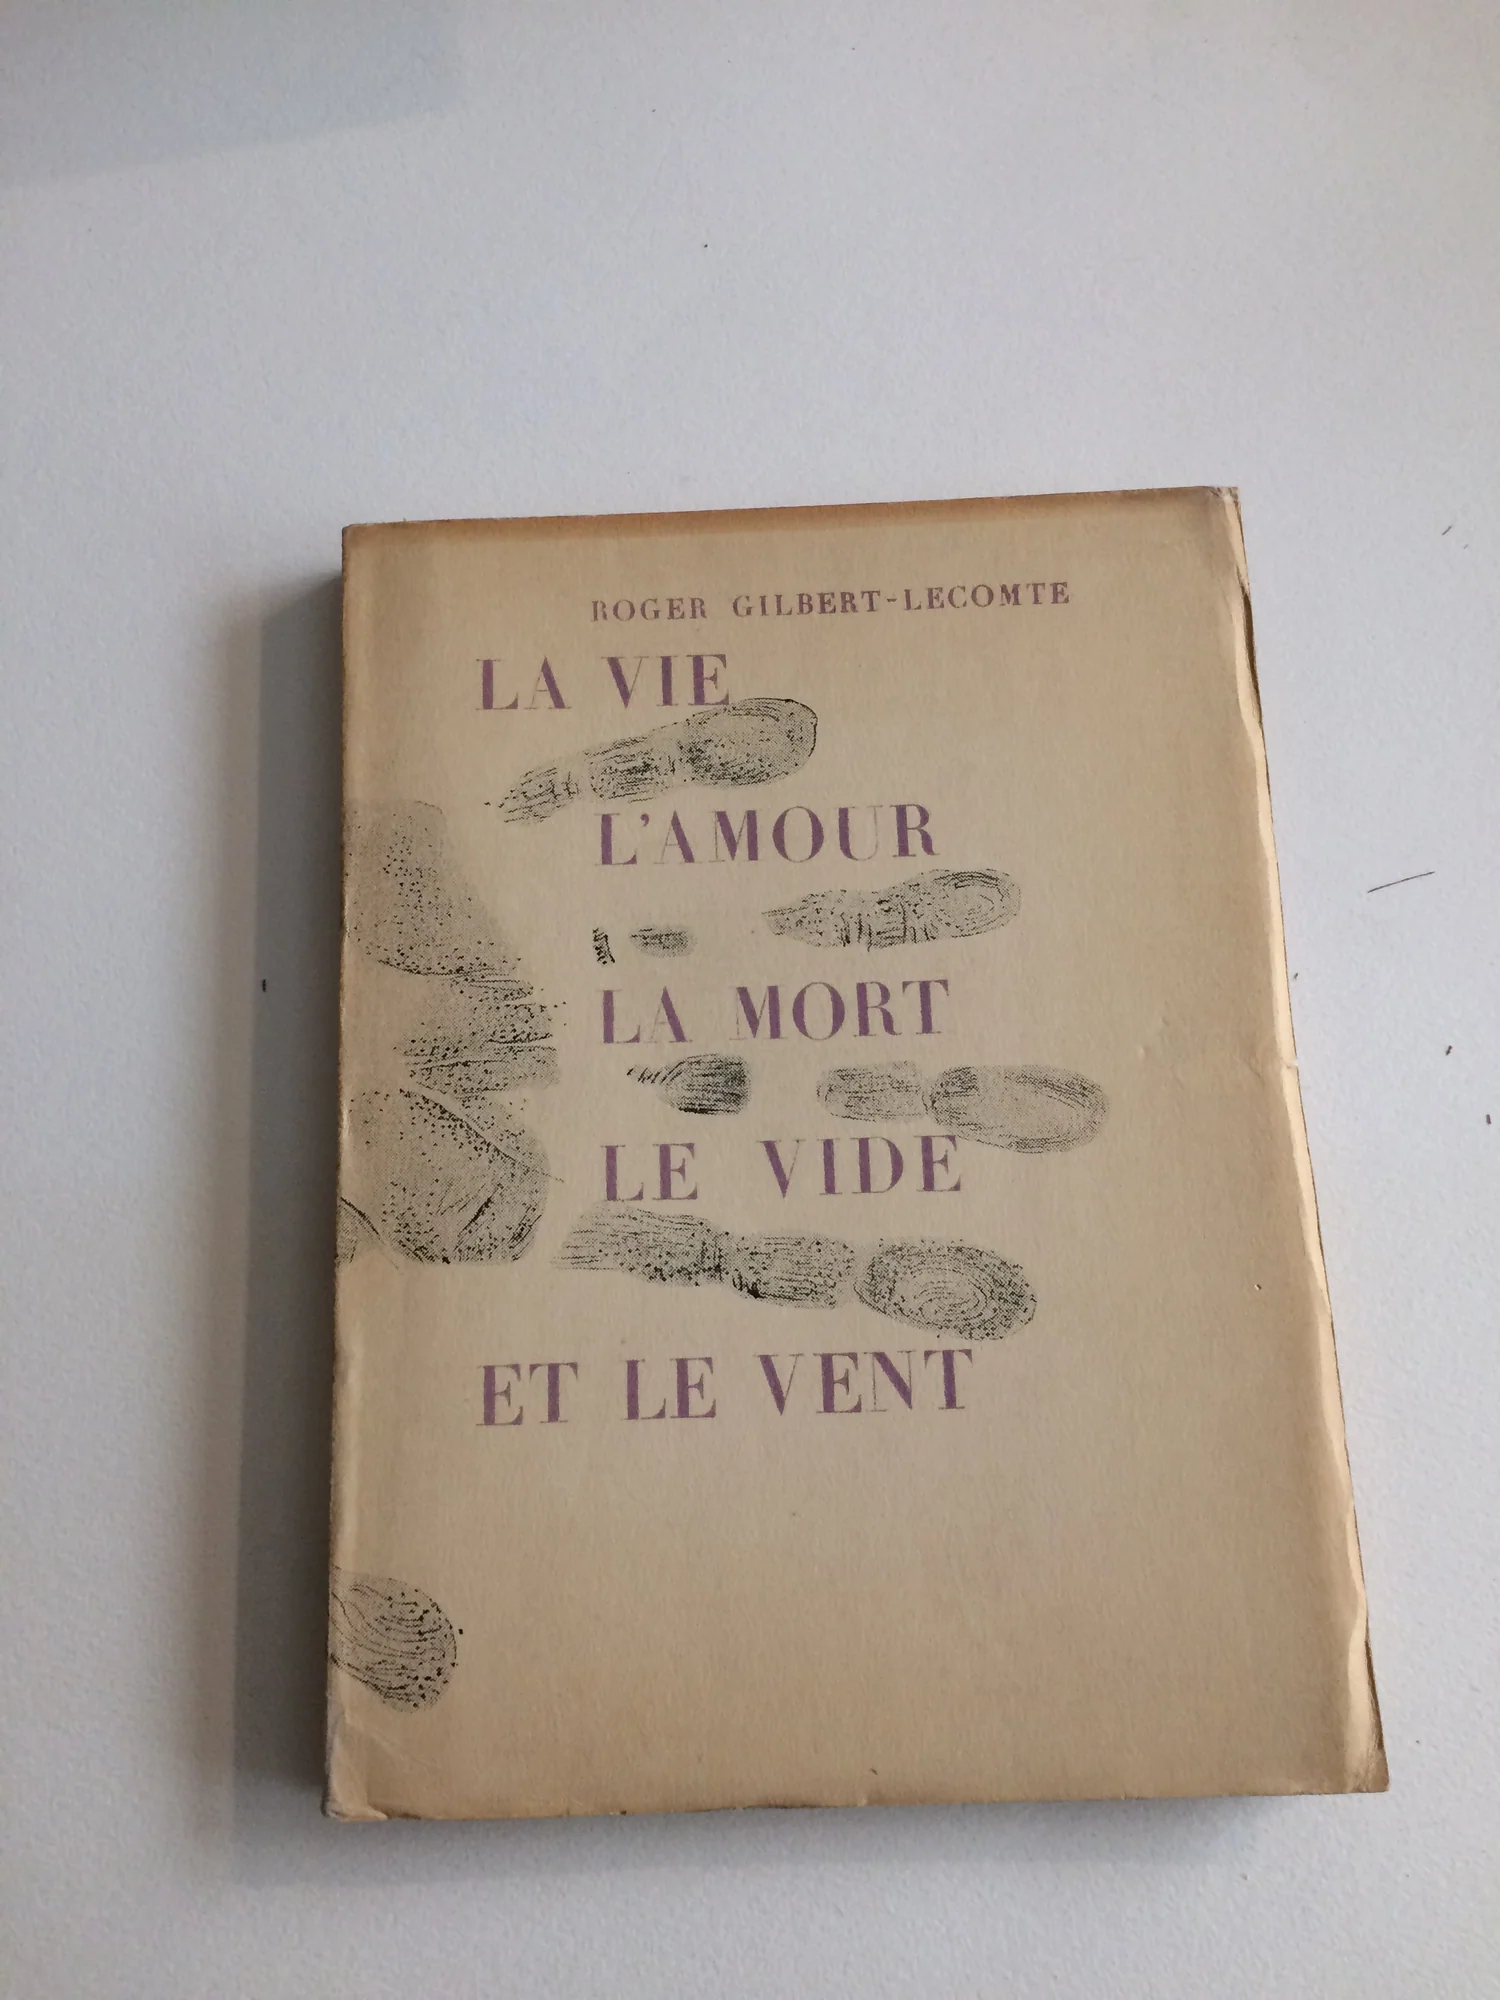 ROGER GILBERT-LECOMTE
LA VIE
L'AMOUR
LA MORT
LE VIDE
ET LE VENT